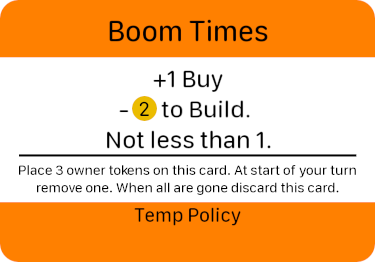 Boom Times
+1 Buy
- 2 to Build.
Not less than 1.
Place 3 owner tokens on this card. At start of your turn
remove one. When all are gone discard this card.
Temp Policy